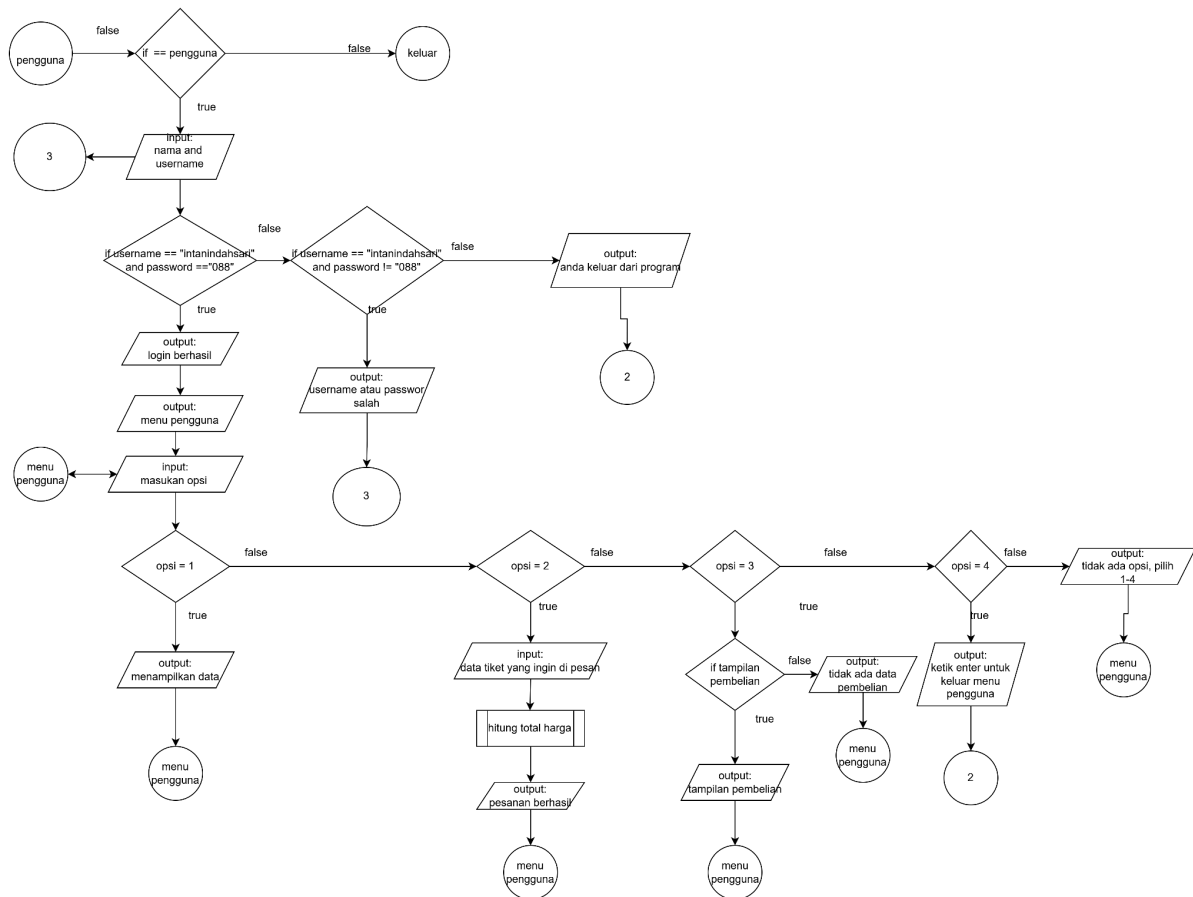 false
pengguna
if == pengguna
false
keluar
true
input:
nama and
username
3
false
false
if username == "intanindahsari"
and password =="088"
if username == "intanindahsari"
and password != "088"
output:
anda keluar dari program
true
true
output:
login berhasil
output:
username atau passwor
salah
2
output:
menu pengguna
menu
pengguna
input:
masukan opsi
3
opsi = 1
false
opsi = 2
false
opsi = 3
false
opsi = 4
false
output:
tidak ada opsi, pilih
1-4
true
true
true
true
output:
menampilkan data
input:
data tiket yang ingin di pesan
if tampilan
pembelian
false
output:
tidak ada data
pembelian
output:
ketik enter untuk
keluar menu
pengguna
menu
pengguna
hitung total harga
true
menu
pengguna
menu
pengguna
2
output:
pesanan berhasil
output:
tampilan pembelian
menu
pengguna
menu
pengguna